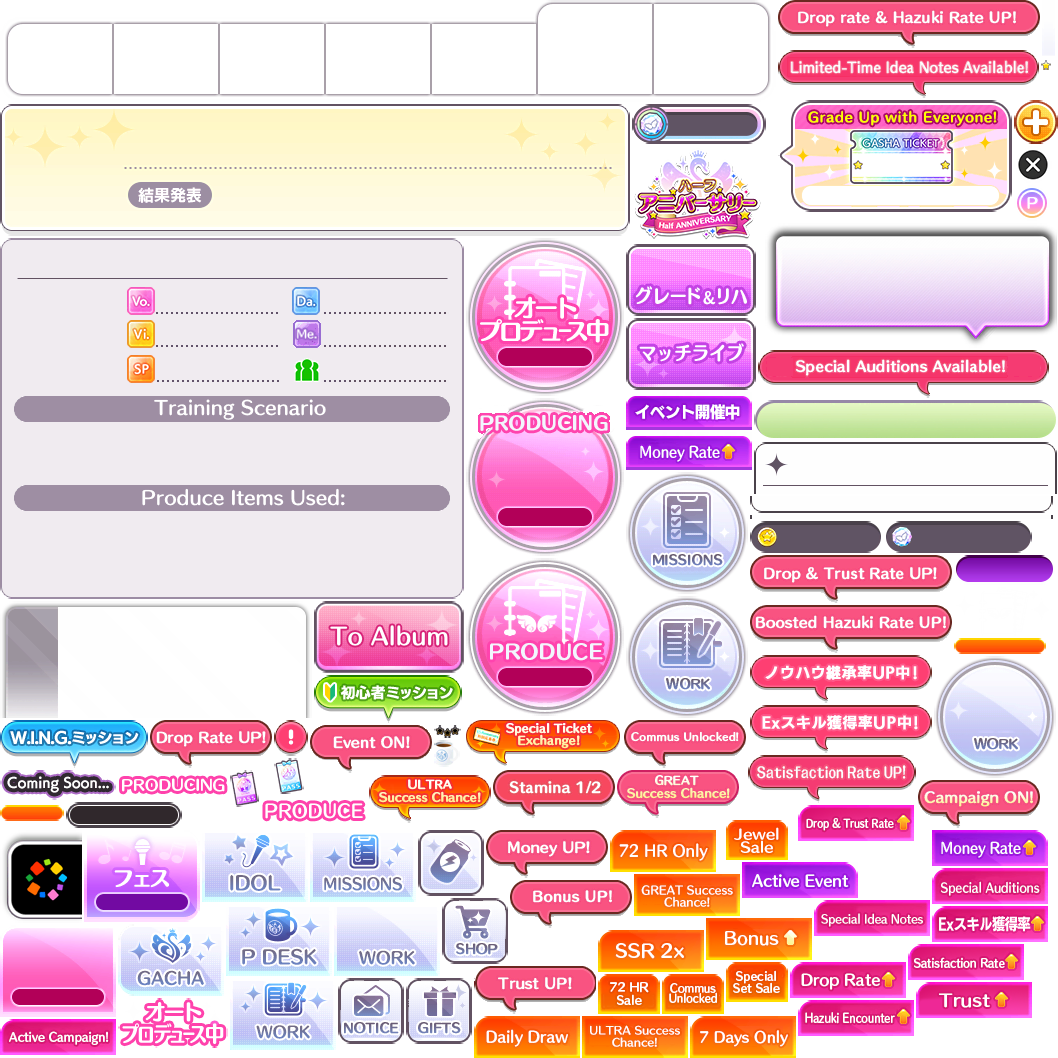 Drop rate & Hazuki Rate UP!
Limited-Time Idea Notes Available!
Grade Up with Everyone!
GASHA TICKET
P
結果発表
ハーフ
アニバーサリー
Half ANNIVERSARY
Vo.
Da.
Vi.
Me.
SP
Training Scenario
Produce Items Used:
オート
プロデュース中
グレード&リハ
マッチライブ
Special Auditions Available!
PRODUCING
イベント開催中
Money Rate
MISSIONS
Drop & Trust Rate UP!
Boosted Hazuki Rate UP!
To Album
PRODUCE
WORK
ノウハウ継承率UP中!
初心者ミッション
Exスキル獲得率UP中!
WORK
W.I.N.G.ミッション
Drop Rate UP!
!
Event ON!
Special Ticket
Exchange!
Commus Unlocked!
Satisfaction Rate UP!
Coming Soon...
PRODUCING
PASS
PASS
PRODUCE
ULTRA
Success Chance!
Stamina 1/2
GREAT
Success Chance!
Campaign ON!
フェス
IDOL
MISSIONS
Money UP!
72 HR Only
Jewel
Sale
Drop & Trust Rate
Money Rate
Bonus UP!
GREAT Success
Chance!
Active Event
Special Auditions
P DESK
WORK
SHOP
SSR 2x
Bonus
Special Idea Notes
Exスキル獲得率
GACHA
Trust UP!
72 HR
Sale
Commus
Unlocked
Special
Set Sale
Drop Rate
Satisfaction Rate
Trust
Active Campaign!
オート
プロデュース中
WORK
NOTICE
GIFTS
Daily Draw
ULTRA Success
Chance!
7 Days Only
Hazuki Encounter